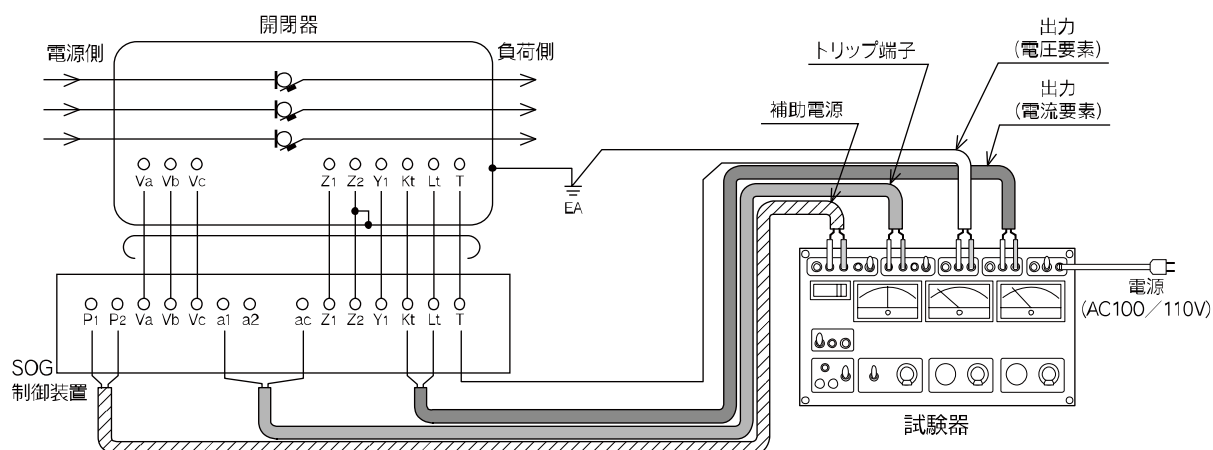 開閉器
電源側
負荷側
Va Vb Vc Z1 Z2 Y1 Kt Lt T
EA
P1 P2 Va Vb Vc a1 a2 ac Z1 Z2 Y1 Kt Lt T
SOG
制御装置
トリップ端子
補助電源
出力
(電圧要素)
出力
(電流要素)
電源
(AC100/110V)
試験器